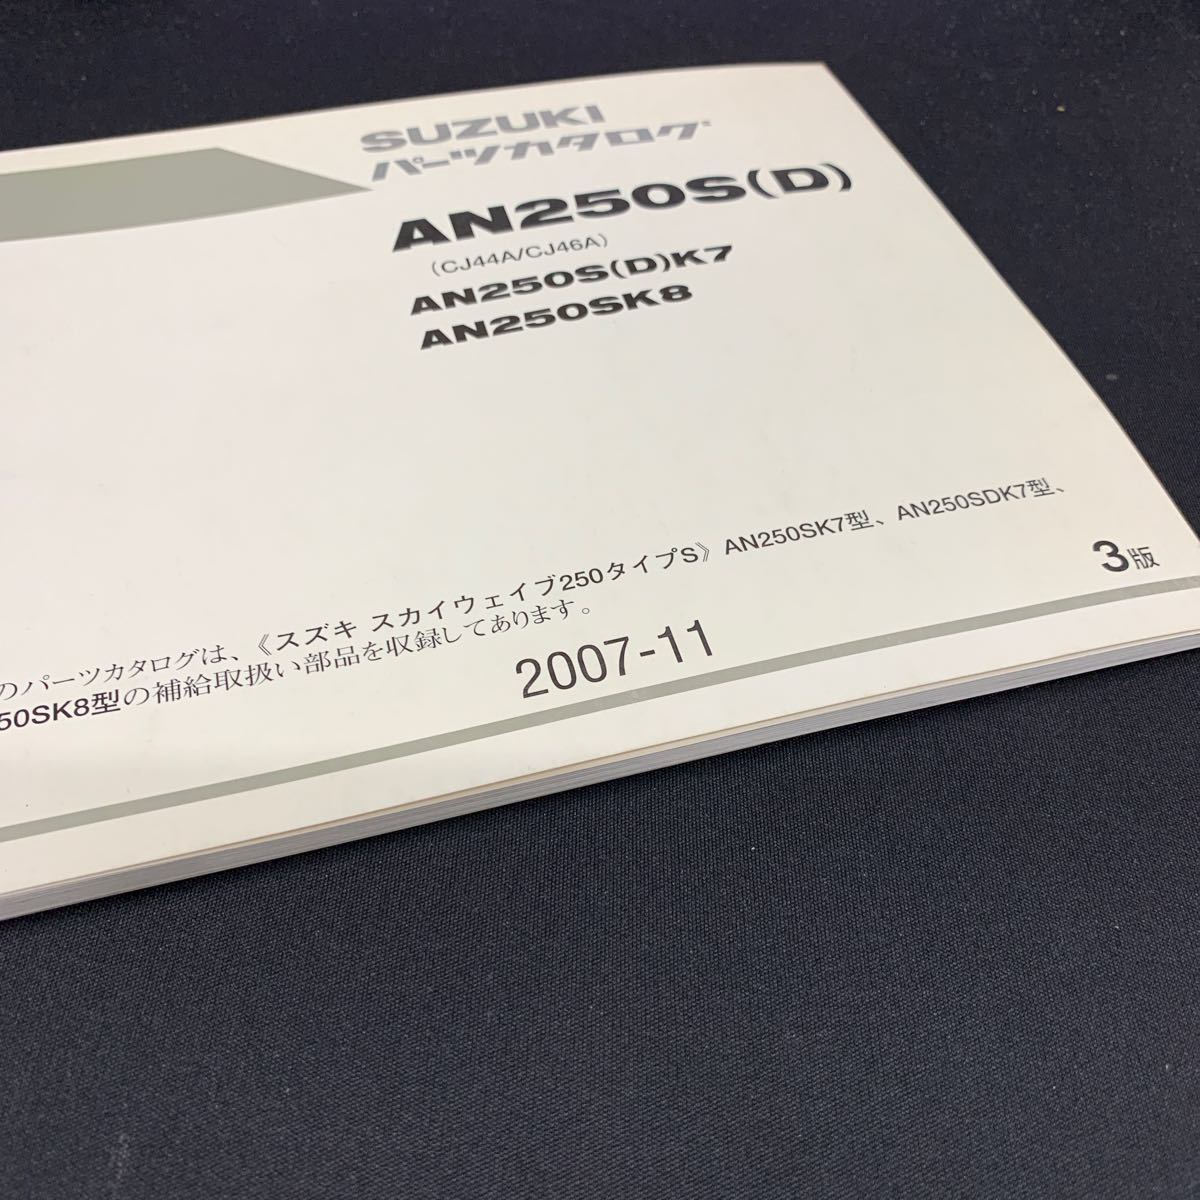 SUZUKI
パーツカタログ
AN250S(D)
(CJ44A/CJ46A)
AN250S(D)K7
AN250SK8
のパーツカタログは、《スズキ スカイウェイブ250タイプS》AN250SK7型、AN250SDK7型、
50SK8型の補給取扱い部品を収録してあります。
3版
2007-11